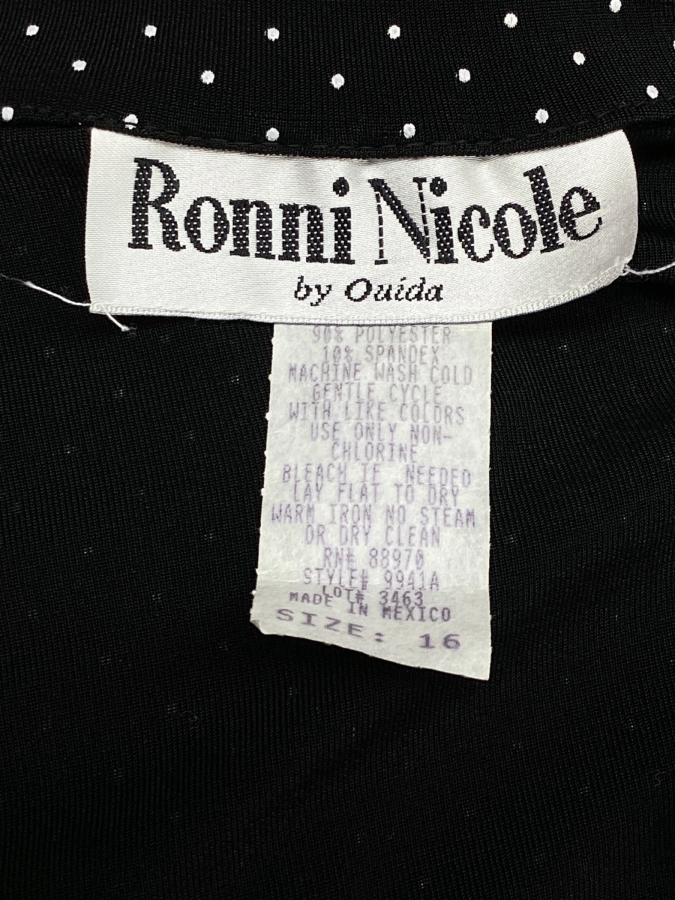 Ronni Nicole
by Ouida
90% POLYESTER
10% SPANDEX
MACHINE WASH COLD
GENTLE CYCLE
WITH LIKE COLORS
USE ONLY NON-
CHLORINE
BLEACH IF NEEDED
LAY FLAT TO DRY
WARM IRON NO STEAM
OR DRY CLEAN
RN# 88970
STYLE# 9941A
LOT# 3463
MADE IN MEXICO
SIZE: 16